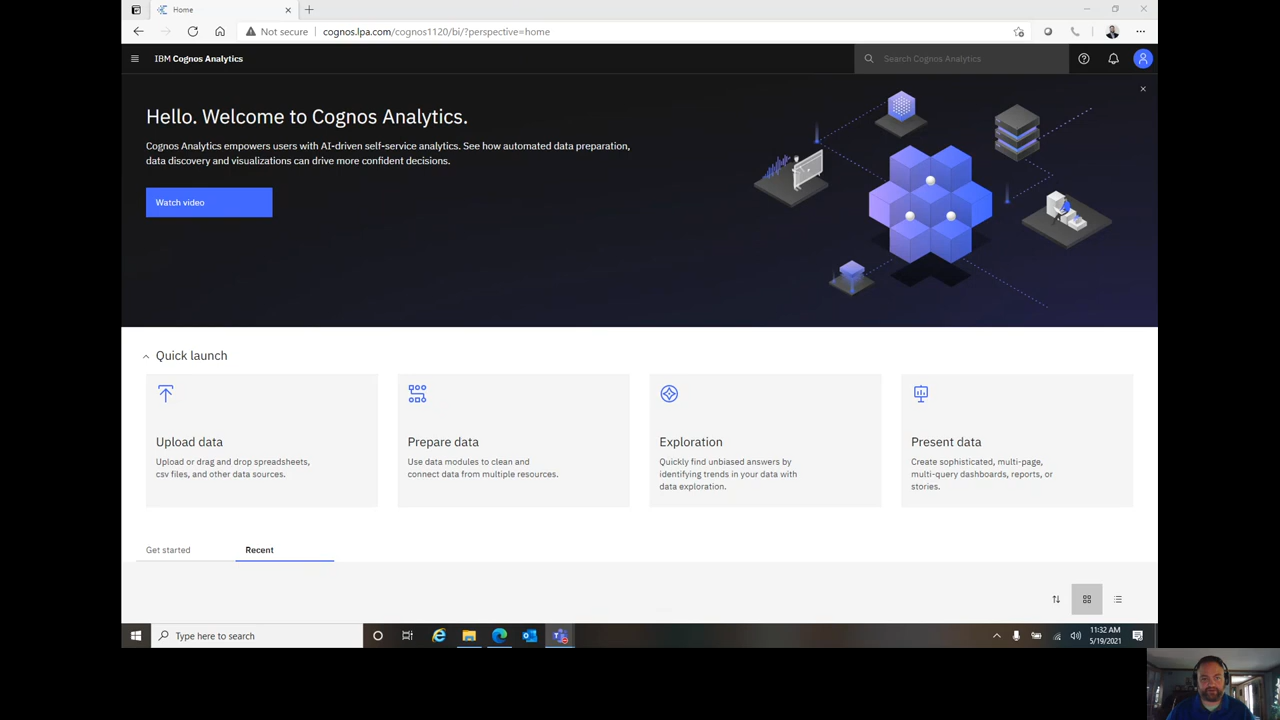 Home
Not secure
cognos.lpa.com/cognos1120/bi/?perspective=home
IBM Cognos Analytics
Search Cognos Analytics
Hello. Welcome to Cognos Analytics.
Cognos Analytics empowers users with AI-driven self-service analytics. See how automated data preparation,
data discovery and visualizations can drive more confident decisions.
Watch video
Quick launch
Upload data
Upload or drag and drop spreadsheets,
csv files, and other data sources.
Prepare data
Use data modules to clean and
connect data from multiple resources.
Exploration
Quickly find unbiased answers by
identifying trends in your data with
data exploration.
Present data
Create sophisticated, multi-page,
multi-query dashboards, reports, or
stories.
Get started
Recent
Type here to search
11:32 AM
5/19/2021